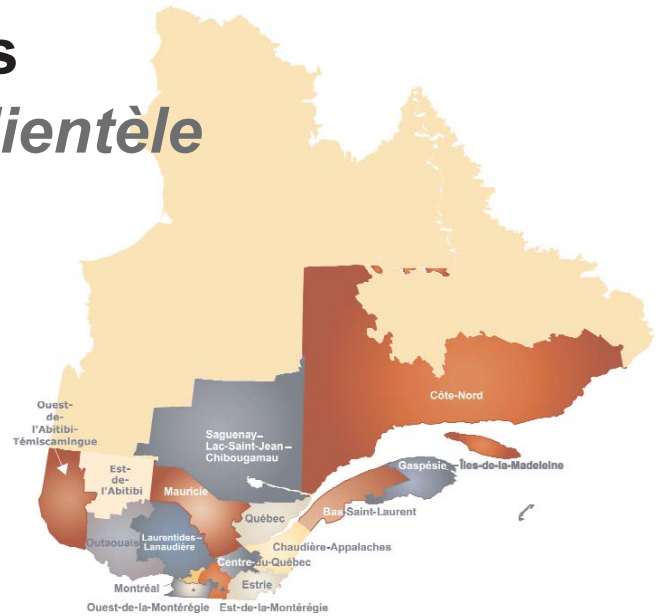 s
lientèle
Côte-Nord
Ouest-
de-
l'Abitibi-
Témiscamingue
Saguenay–
Lac-Saint-Jean–
Chibougamau
Gaspésie–Îles-de-la-Madeleine
Est-
de-
l'Abitibi
Mauricie
Québec
Bas-Saint-Laurent
Outaouais
Laurentides–
Lanaudière
Chaudière-Appalaches
Centre-du-Québec
Montréal
Estrie
Ouest-de-la-Montérégie
Est-de-la-Montérégie